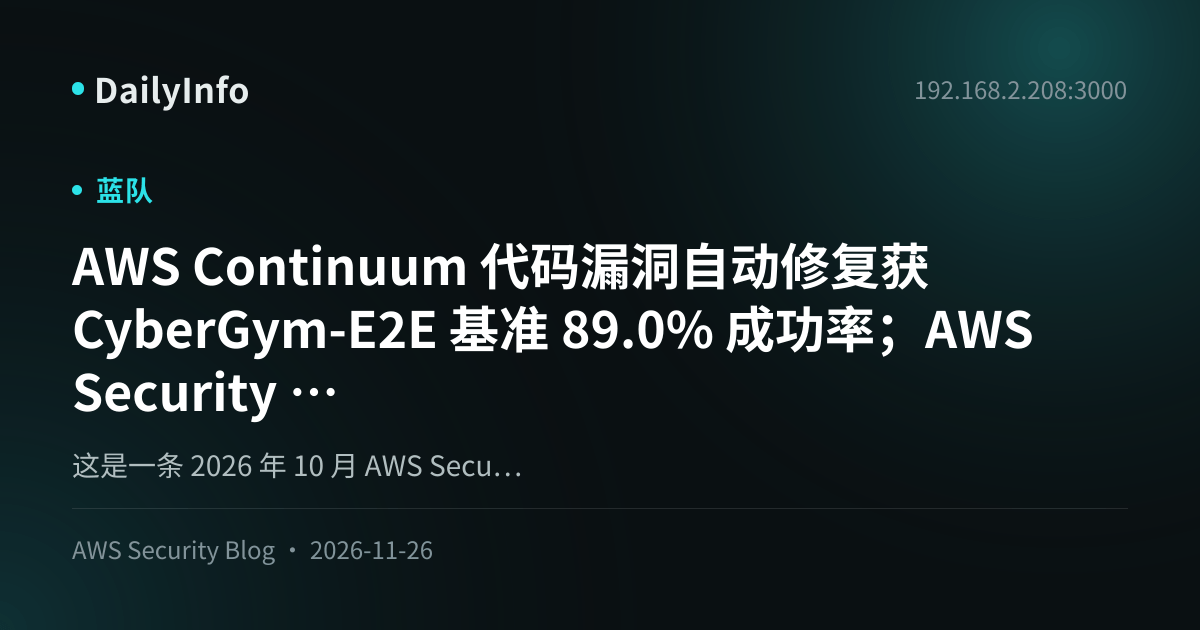 DailyInfo
192.168.2.208:3000
蓝队
AWS Continuum 代码漏洞自动修复获
CyberGym-E2E 基准 89.0% 成功率；AWS
Security …
这是一条 2026 年 10 月 AWS Secu…
AWS Security Blog · 2026-11-26